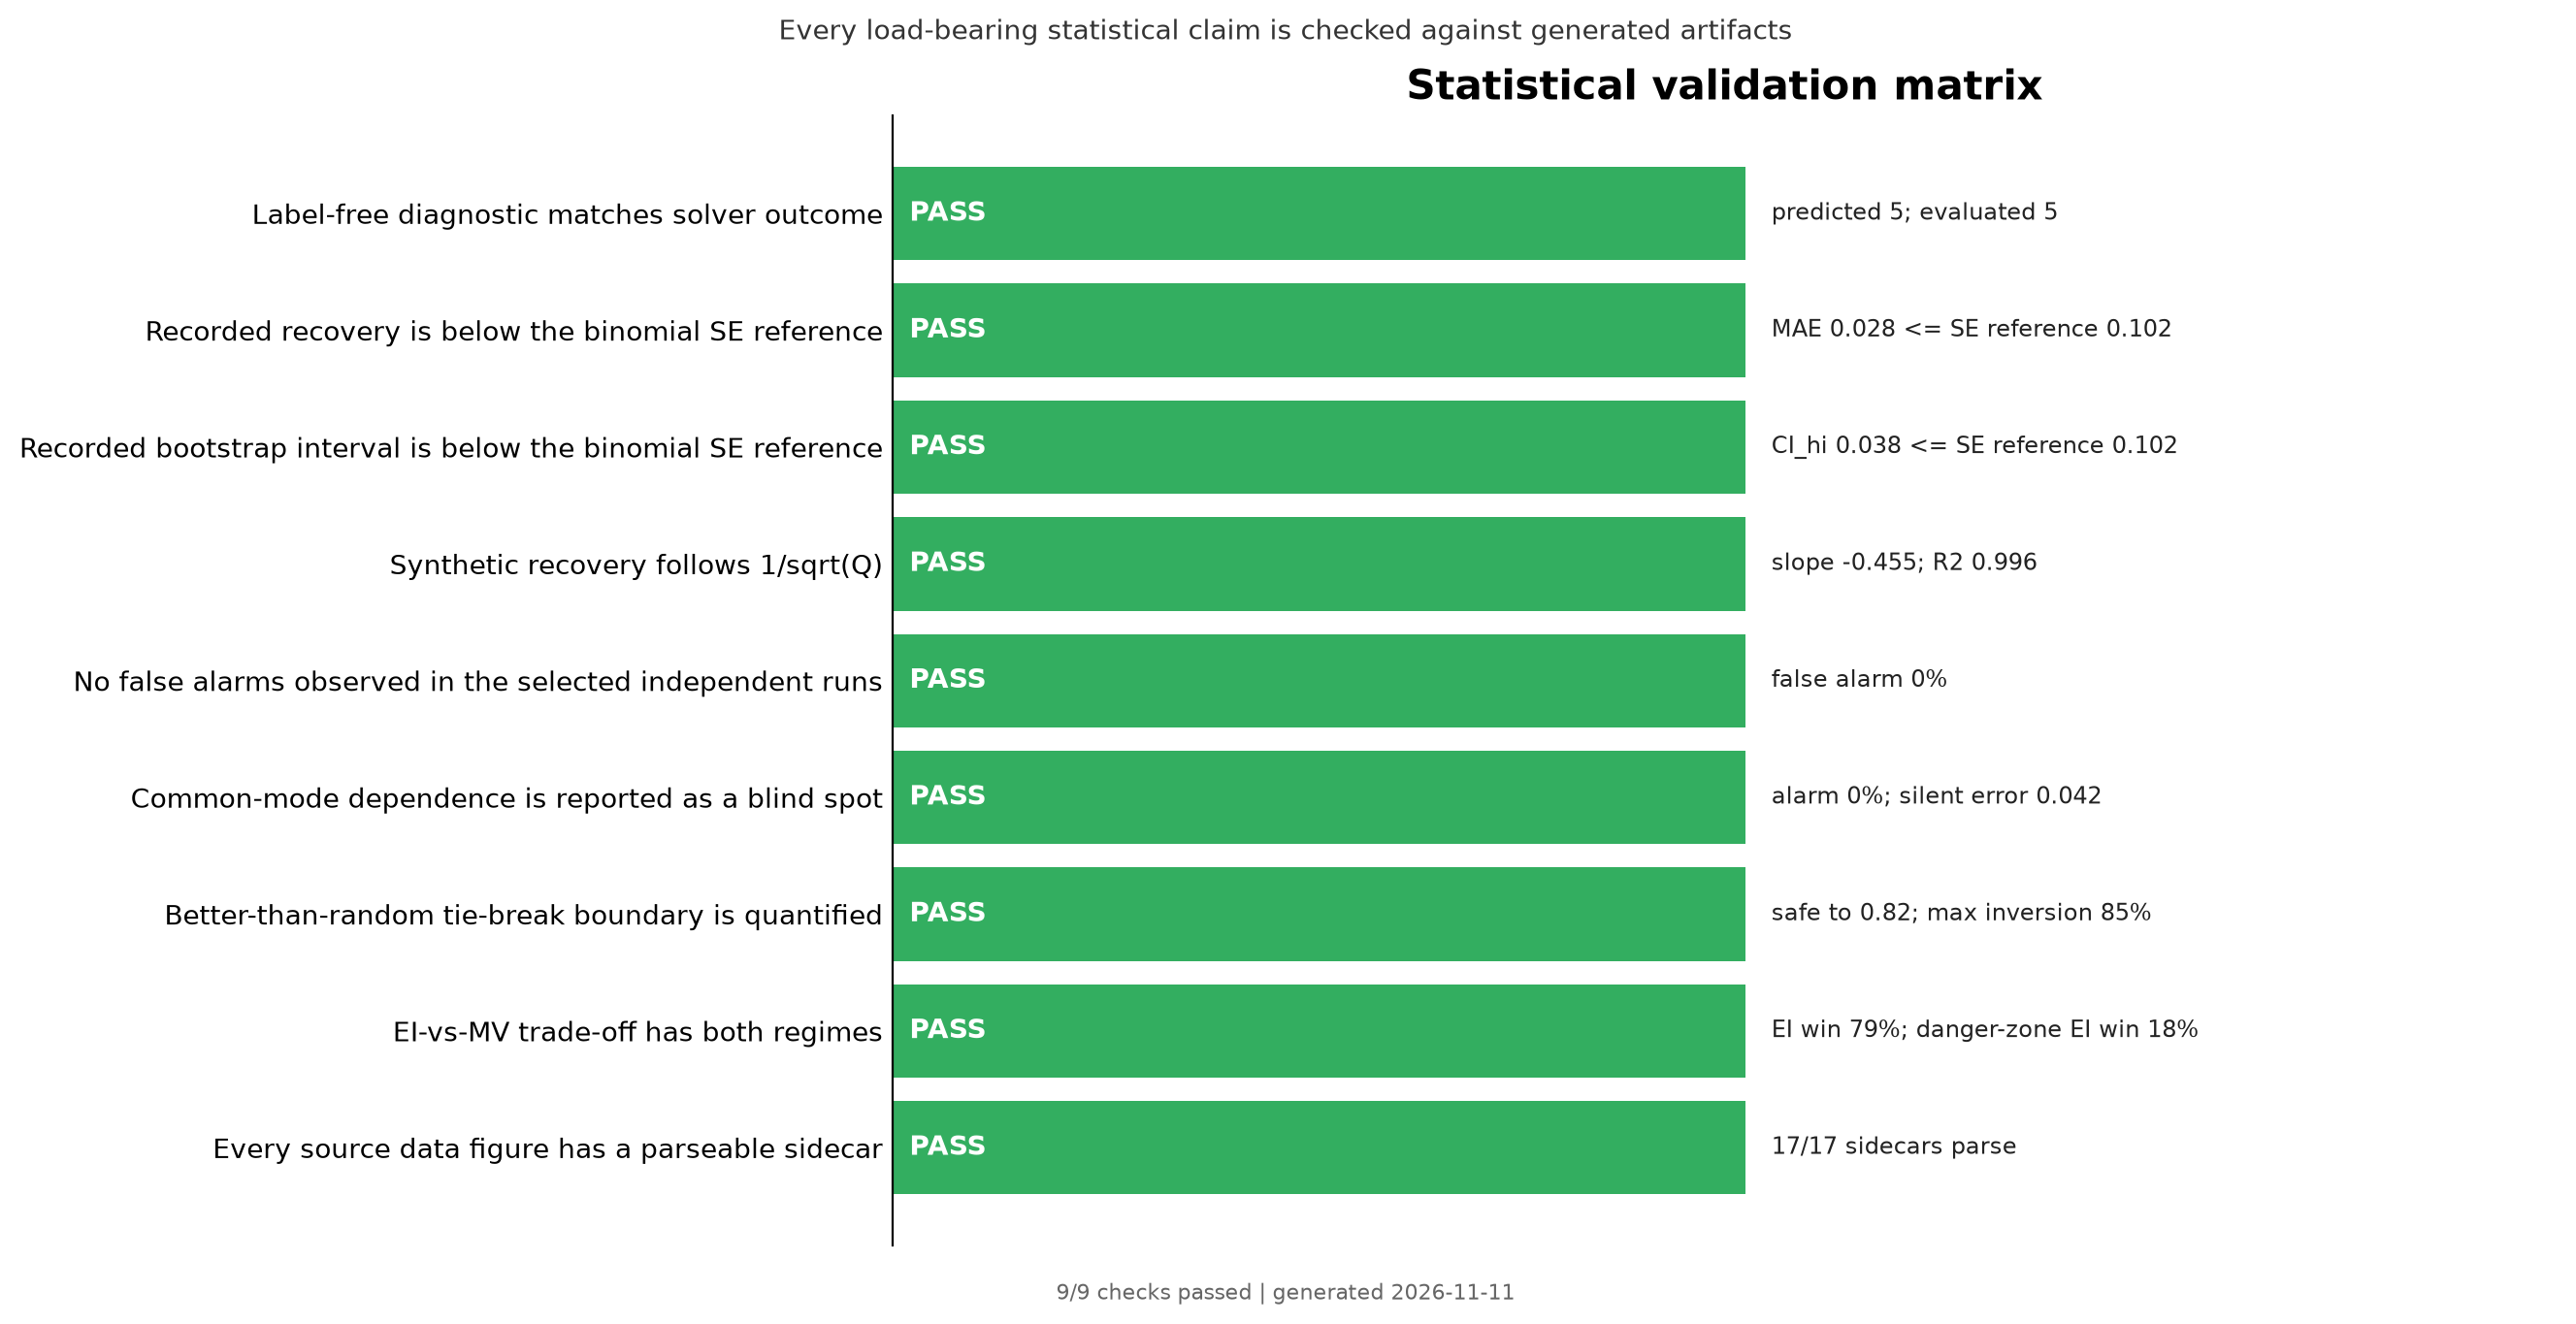 Every load-bearing statistical claim is checked against generated artifacts
Statistical validation matrix
Label-free diagnostic matches solver outcome PASS predicted 5; evaluated 5
Recorded recovery is below the binomial SE reference PASS MAE 0.028 <= SE reference 0.102
Recorded bootstrap interval is below the binomial SE reference PASS CI_hi 0.038 <= SE reference 0.102
Synthetic recovery follows 1/sqrt(Q) PASS slope -0.455; R2 0.996
No false alarms observed in the selected independent runs PASS false alarm 0%
Common-mode dependence is reported as a blind spot PASS alarm 0%; silent error 0.042
Better-than-random tie-break boundary is quantified PASS safe to 0.82; max inversion 85%
EI-vs-MV trade-off has both regimes PASS EI win 79%; danger-zone EI win 18%
Every source data figure has a parseable sidecar PASS 17/17 sidecars parse
9/9 checks passed | generated 2026-11-11